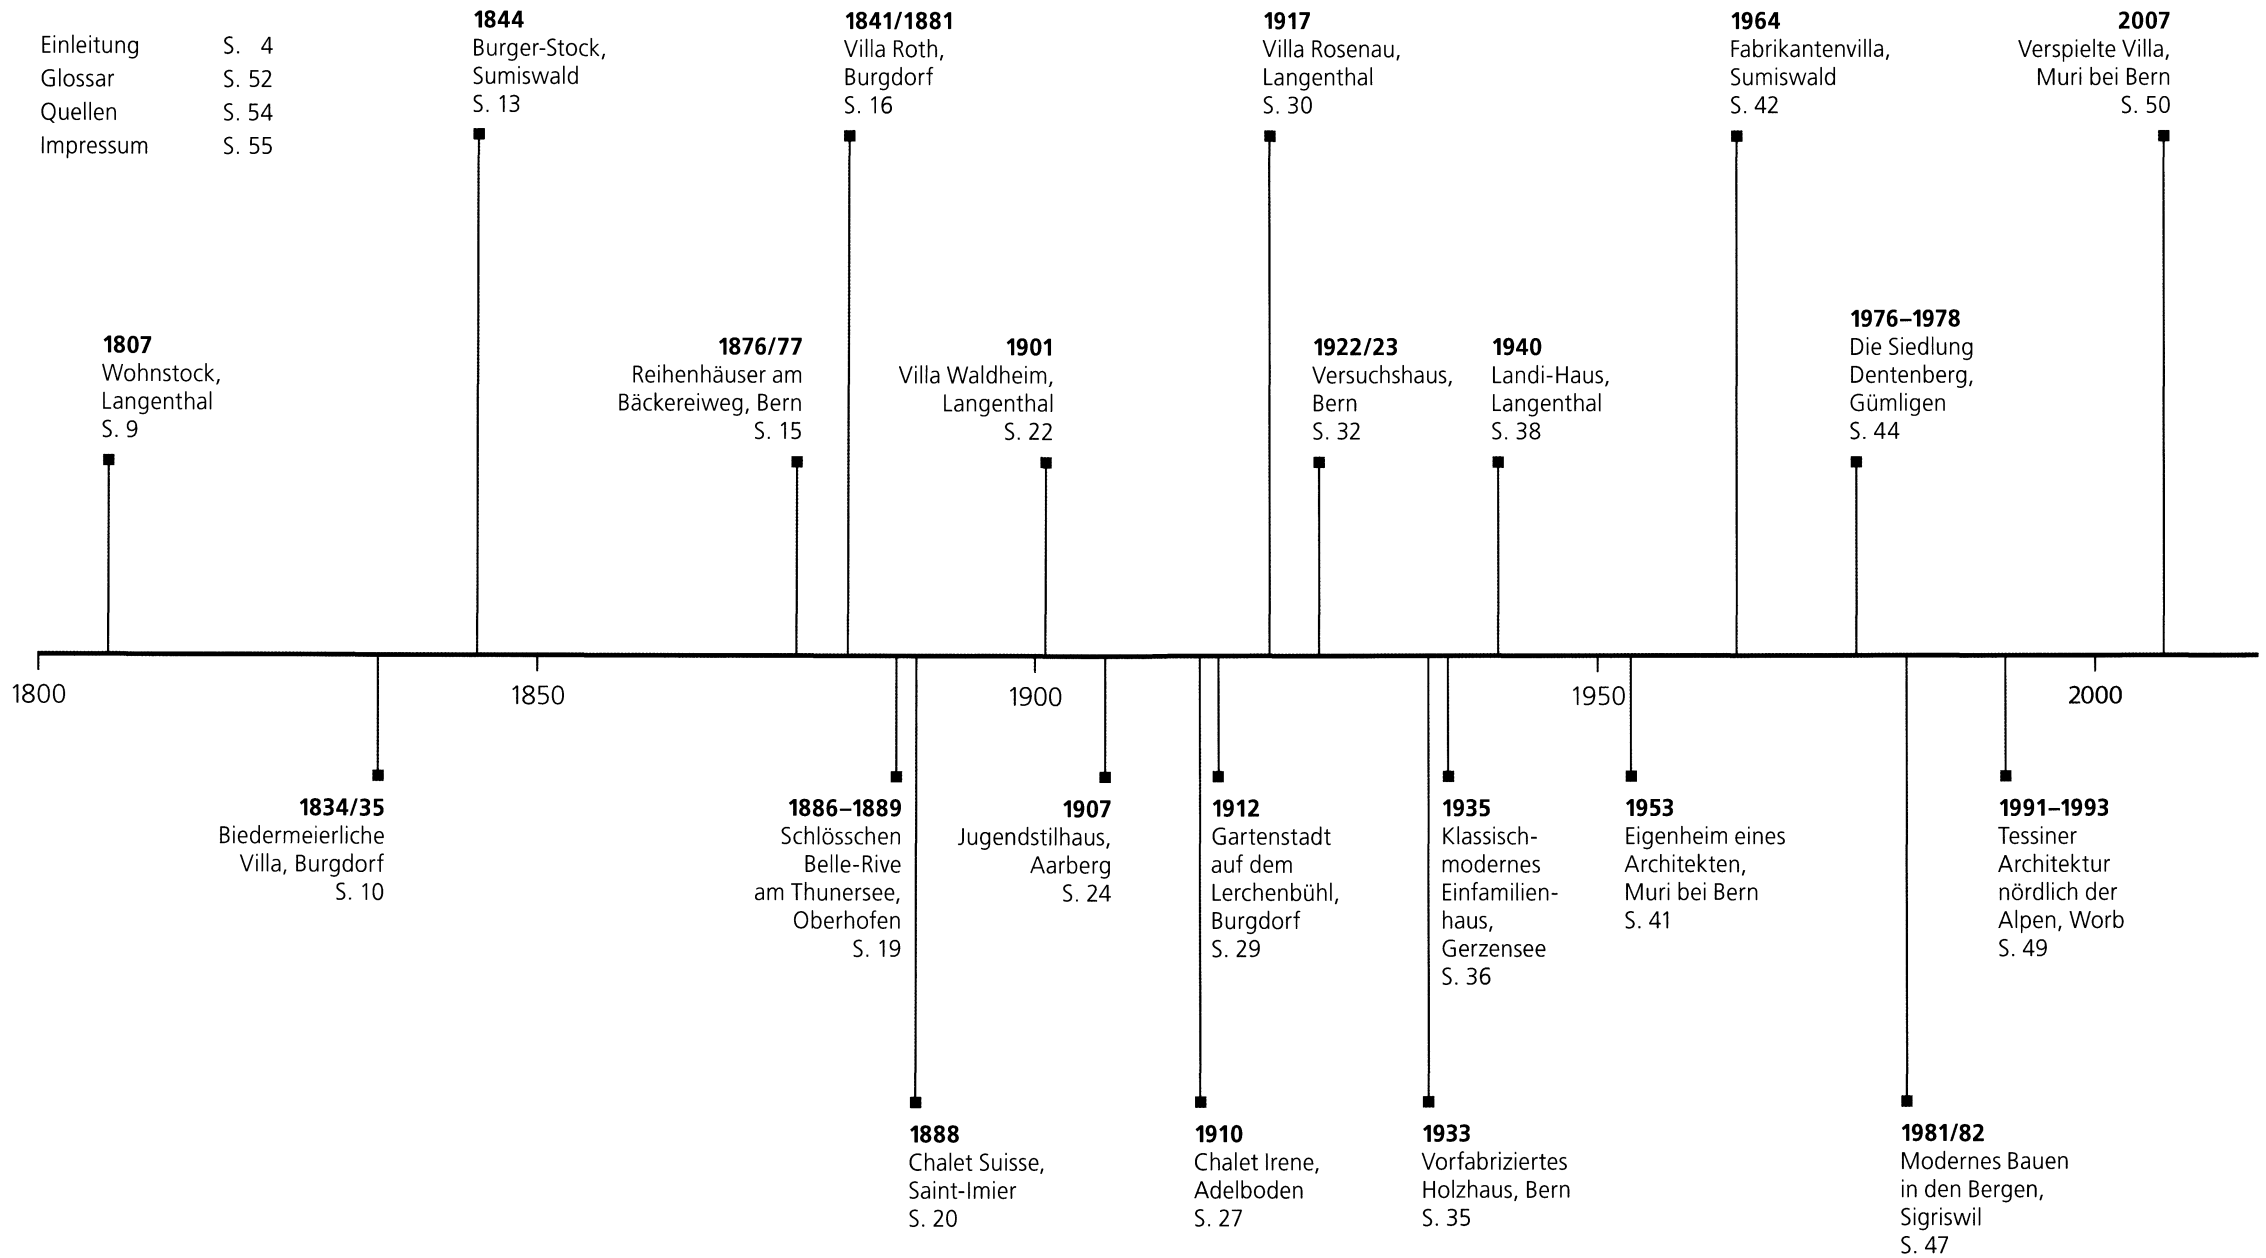 Einleitung S. 4
Glossar S. 52
Quellen S. 54
Impressum S. 55
1844
Burger-Stock,
Sumiswald
S. 13
1841/1881
Villa Roth,
Burgdorf
S. 16
1917
Villa Rosenau,
Langenthal
S. 30
1964
Fabrikantenvilla,
Sumiswald
S. 42
2007
Verspielte Villa,
Muri bei Bern
S. 50
1807
Wohnstock,
Langenthal
S. 9
1876/77
Reihenhäuser am
Bäckereiweg, Bern
S. 15
1901
Villa Waldheim,
Langenthal
S. 22
1922/23
Versuchshaus,
Bern
S. 32
1940
Landi-Haus,
Langenthal
S. 38
1976–1978
Die Siedlung
Dentenberg,
Gümligen
S. 44
1800
1850
1900
1950
2000
1834/35
Biedermeierliche
Villa, Burgdorf
S. 10
1886–1889
Schlösschen
Belle-Rive
am Thunersee,
Oberhofen
S. 19
1907
Jugendstilhaus,
Aarberg
S. 24
1912
Gartenstadt
auf dem
Lerchenbühl,
Burgdorf
S. 29
1935
Klassisch-
modernes
Einfamilien-
haus,
Gerzensee
S. 36
1953
Eigenheim eines
Architekten,
Muri bei Bern
S. 41
1991–1993
Tessiner
Architektur
nördlich der
Alpen, Worb
S. 49
1888
Chalet Suisse,
Saint-Imier
S. 20
1910
Chalet Irene,
Adelboden
S. 27
1933
Vorfabriziertes
Holzhaus, Bern
S. 35
1981/82
Modernes Bauen
in den Bergen,
Sigriswil
S. 47